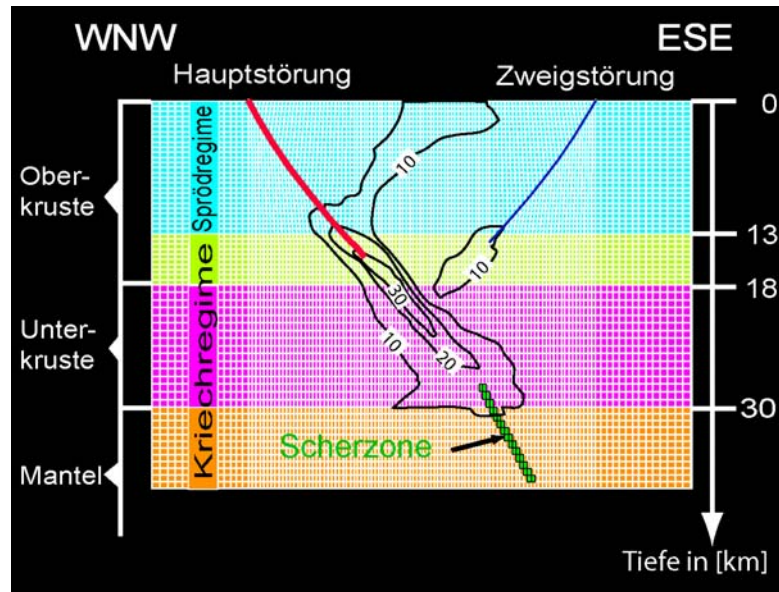 WNW
ESE
Hauptstörung
Zweigstörung
0
Ober-
kruste
Sprödregime
10
13
10
Kriechregime
18
30
Unter-
kruste
10
20
30
Scherzone
Mantel
Tiefe in [km]